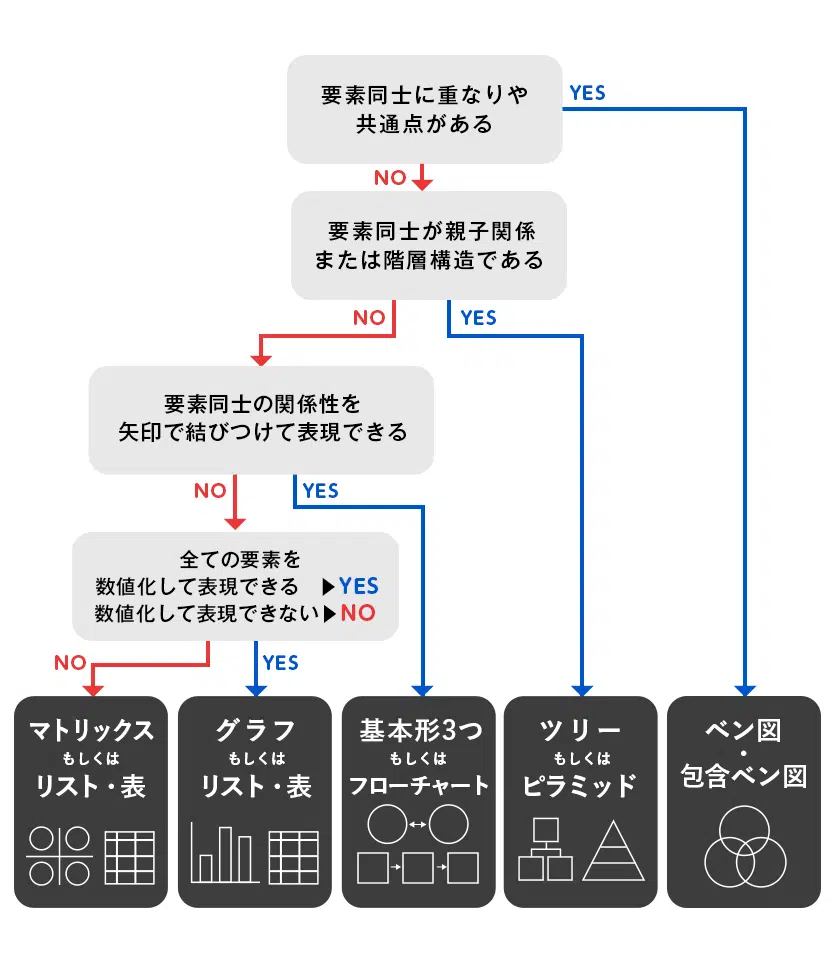 要素同士に重なりや
共通点がある
YES
NO
要素同士が親子関係
または階層構造である
NO
YES
要素同士の関係性を
矢印で結びつけて表現できる
NO
YES
全ての要素を
数値化して表現できる ▶YES
数値化して表現できない▶NO
NO
YES
マトリックス
もしくは
リスト・表
グラフ
もしくは
リスト・表
基本形3つ
もしくは
フローチャート
ツリー
もしくは
ピラミッド
ベン図
・
包含ベン図